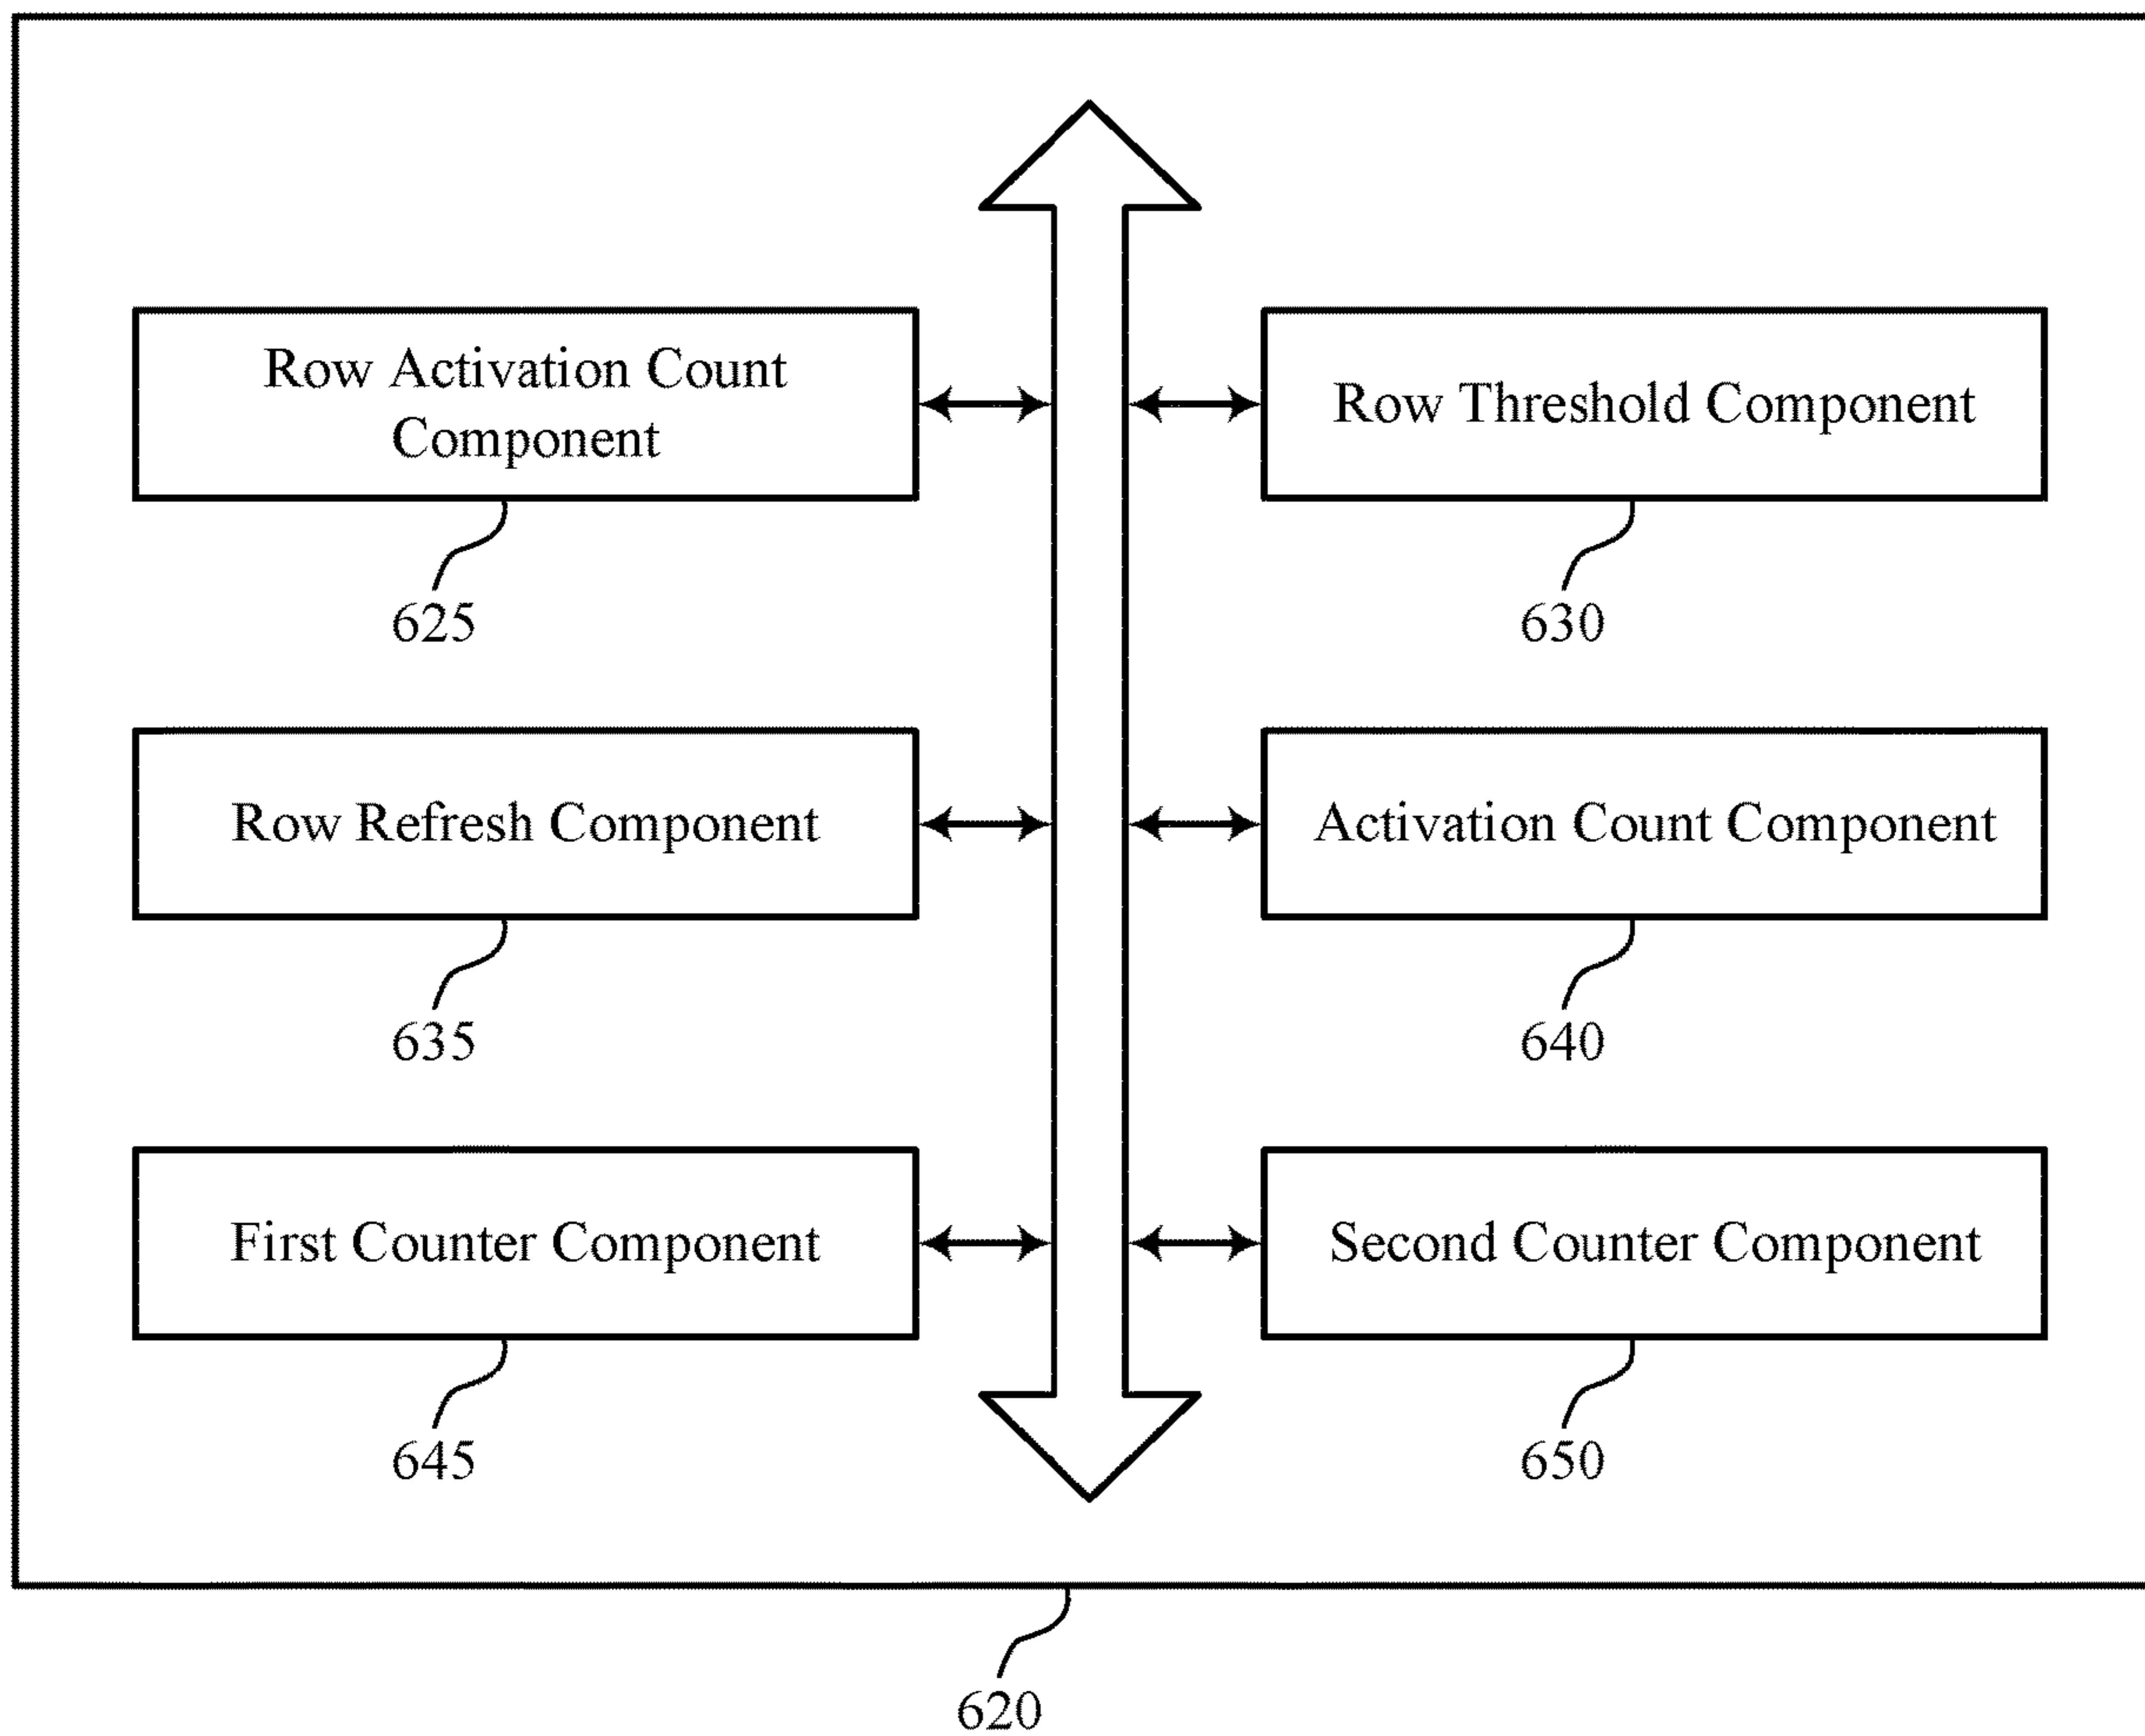 Row Activation Count
Component
Row Threshold Component
625
630
Row Refresh Component
Activation Count Component
635
640
First Counter Component
Second Counter Component
645
650
620